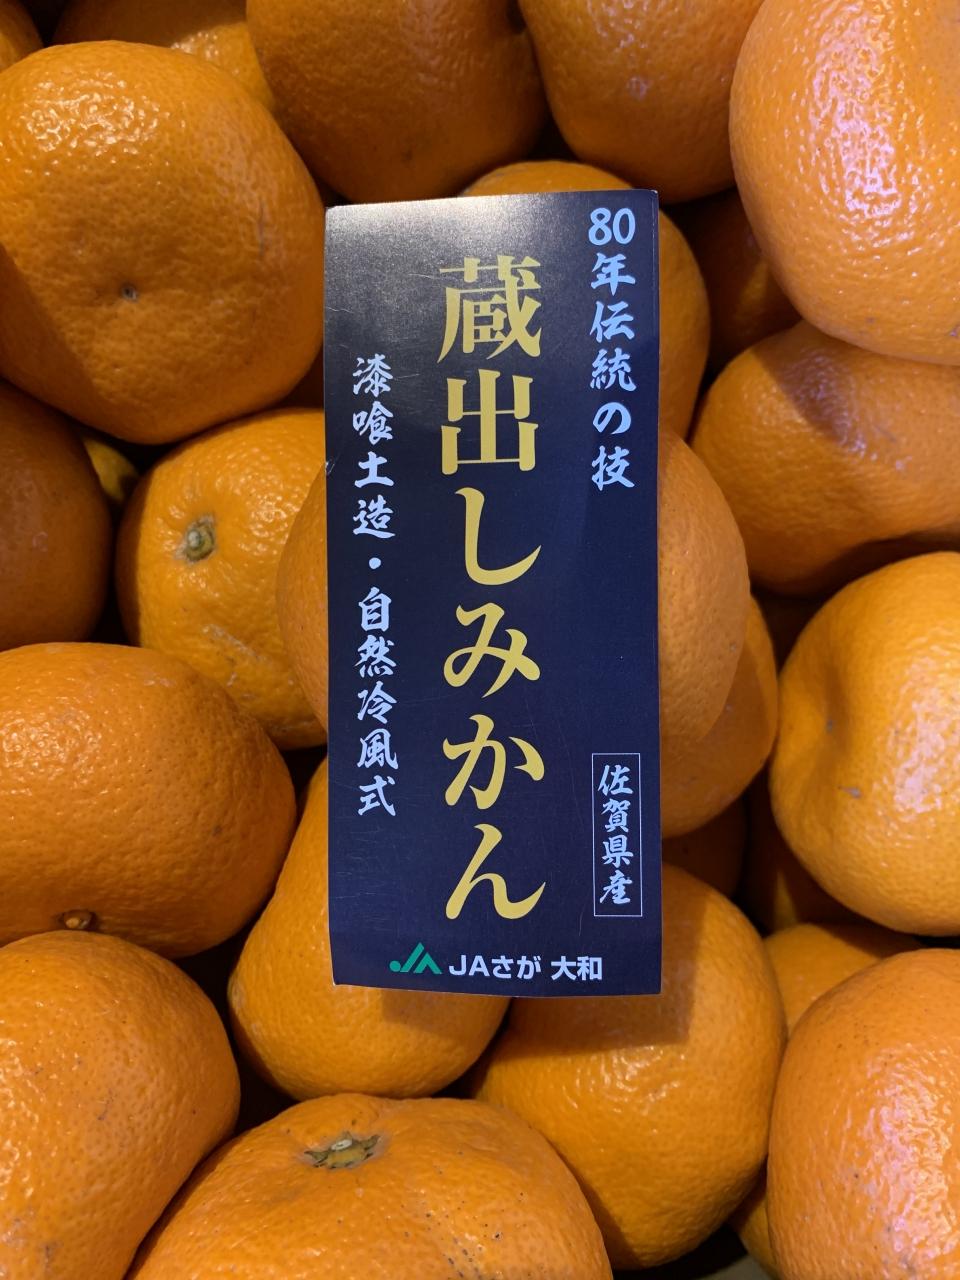 80年伝統の技
佐賀県産
蔵出しみかん
漆喰土造・自然冷風式
JAさが 大和